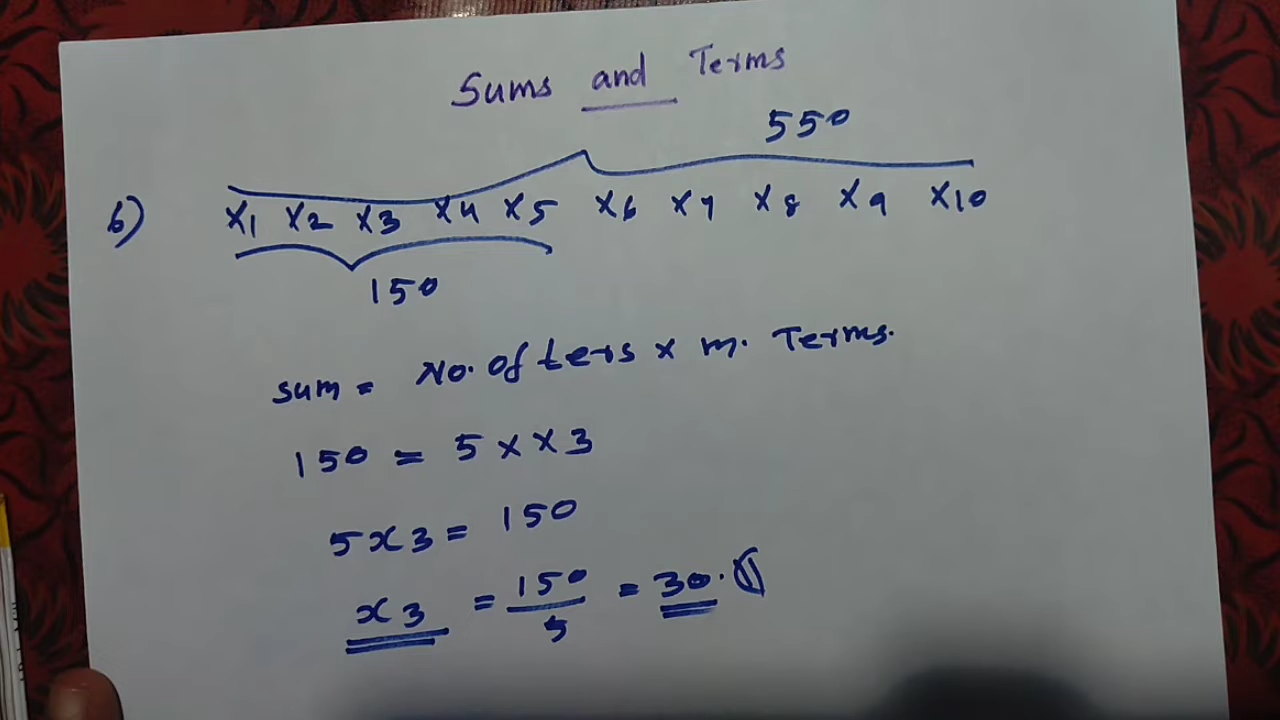 Sums and Terms
550
6) x1 x2 x3 x4 x5 x6 x7 x8 x9 x10
150
sum = No. of ters x m. Terms.
150 = 5 x x3
5x3 = 150
x3 = 150/5 = 30.